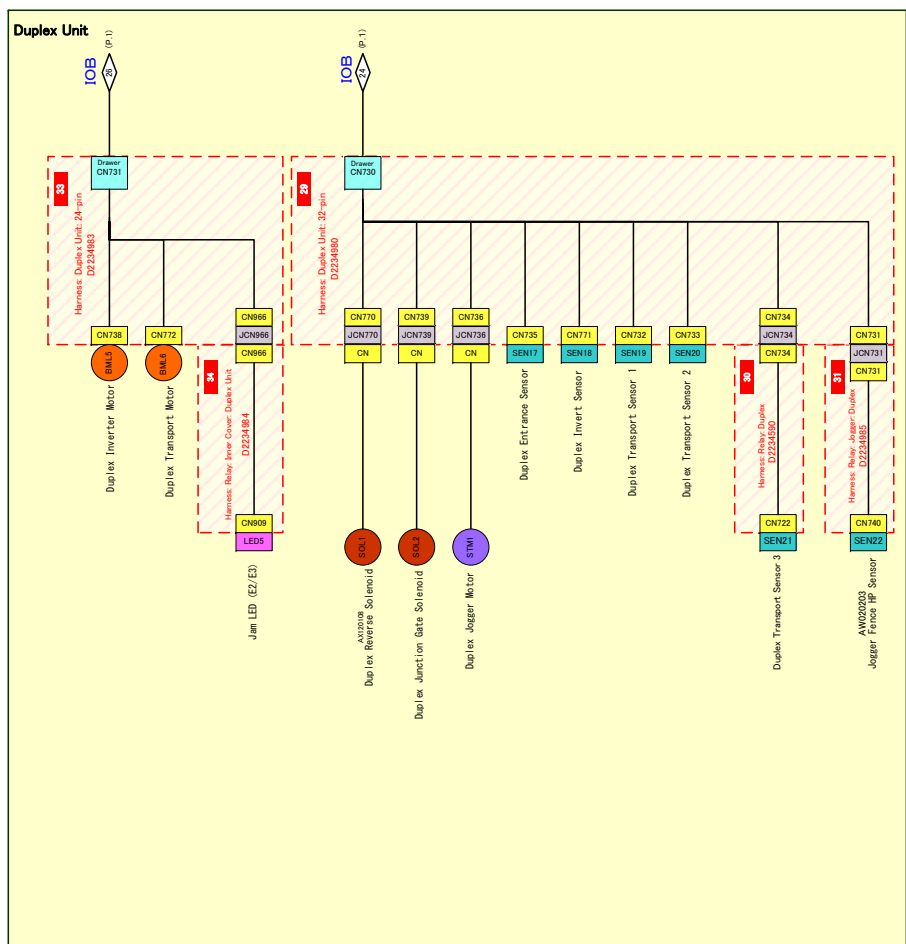 Duplex Unit
IOB
26
(P.1)
IOB
24
(P.1)
Drawer
CN731
Drawer
CN730
33
Harness: Duplex Unit: 24-pin
D2234983
29
Harness: Duplex Unit: 32-pin
D2234980
CN738
BML5
Duplex Inverter Motor
CN772
BML6
Duplex Transport Motor
CN966
JCN966
CN966
34
Harness: Relay: Inner Cover: Duplex Unit
D2234984
CN909
LED5
Jam LED (E2/E3)
CN770
JCN770
CN
SOL1
AX120108
Duplex Reverse Solenoid
CN739
JCN739
CN
SOL2
Duplex Junction Gate Solenoid
CN736
JCN736
CN
STM1
Duplex Jogger Motor
CN735
SEN17
Duplex Entrance Sensor
CN771
SEN18
Duplex Invert Sensor
CN732
SEN19
Duplex Transport Sensor 1
CN733
SEN20
Duplex Transport Sensor 2
CN734
JCN734
CN734
30
Harness: Relay: Duplex
D2234590
CN722
SEN21
Duplex Transport Sensor 3
CN731
JCN731
CN731
31
Harness: Relay: Jogger: Duplex
D2234985
CN740
SEN22
AW020203
Jogger Fence HP Sensor